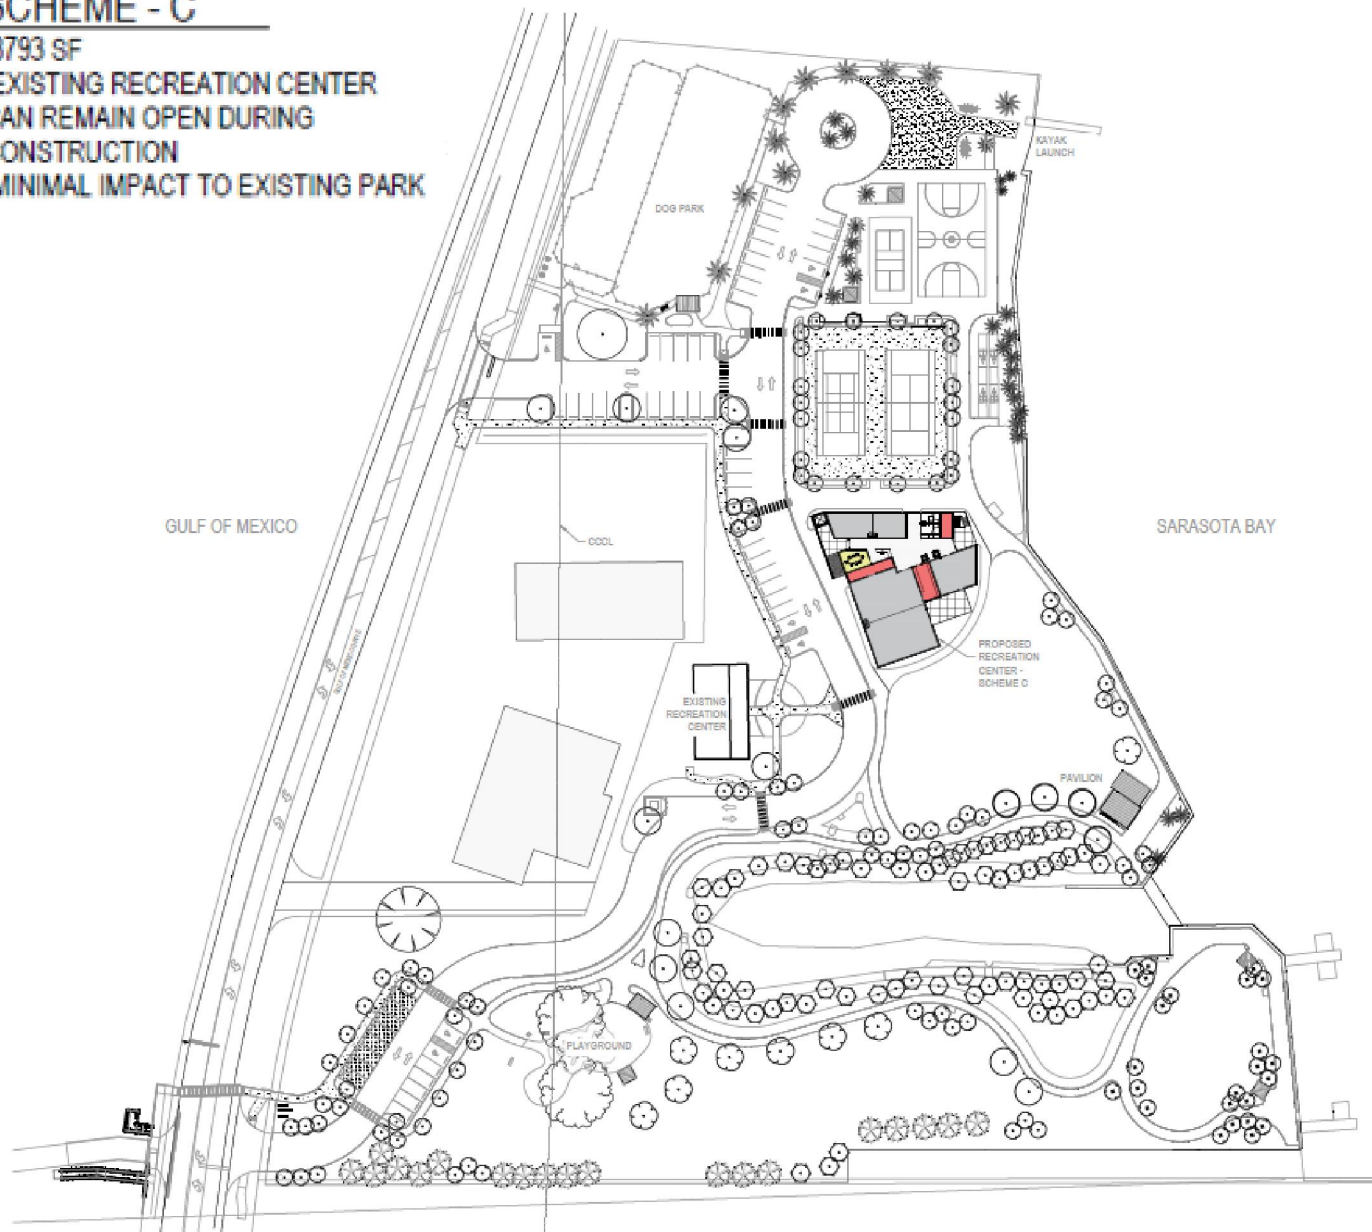 SCHEME - C
8793 SF
EXISTING RECREATION CENTER
CAN REMAIN OPEN DURING
CONSTRUCTION
MINIMAL IMPACT TO EXISTING PARK
KAYAK
LAUNCH
DOG PARK
GULF OF MEXICO
CCCL
SARASOTA BAY
PROPOSED
RECREATION
CENTER -
SCHEME C
EXISTING
RECREATION
CENTER
PAVILION
PLAYGROUND